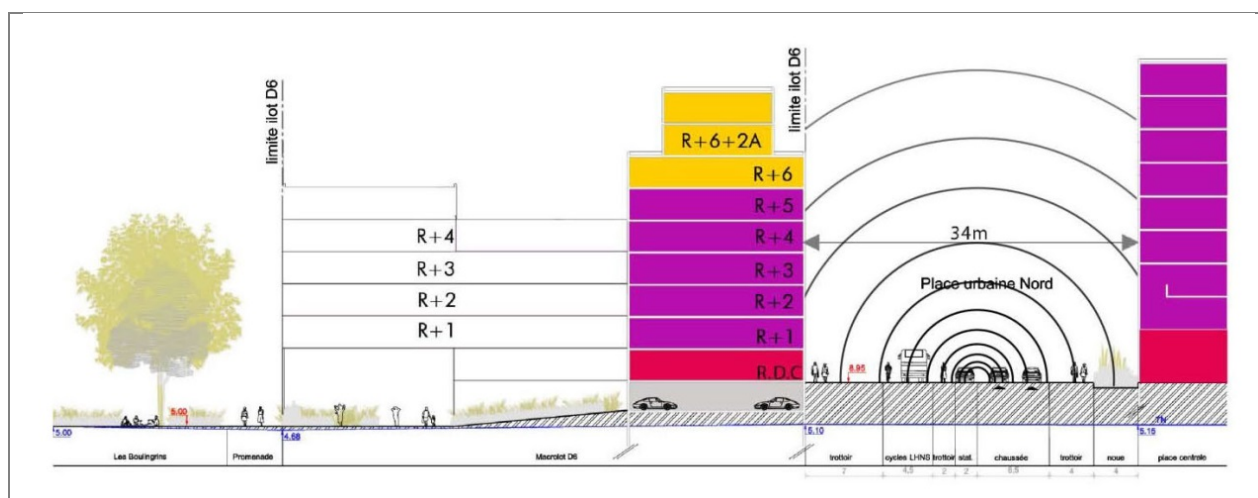 limite ilot D6
limite ilot D6
R+6+2A
R+6
R+5
R+4
R+4
34m
R+3
R+3
Place urbaine Nord
R+2
R+2
R+1
R+1
R.D.C
8.95
5.00
5.00
4.68
5.10
TN
5.15
Les Boulingrins
Promenade
Macrolot D6
trottoir
cycles LHNS
trottoir
stat.
chaussée
trottoir
noue
place centrale
7
4.5
2
2
6.5
4
4